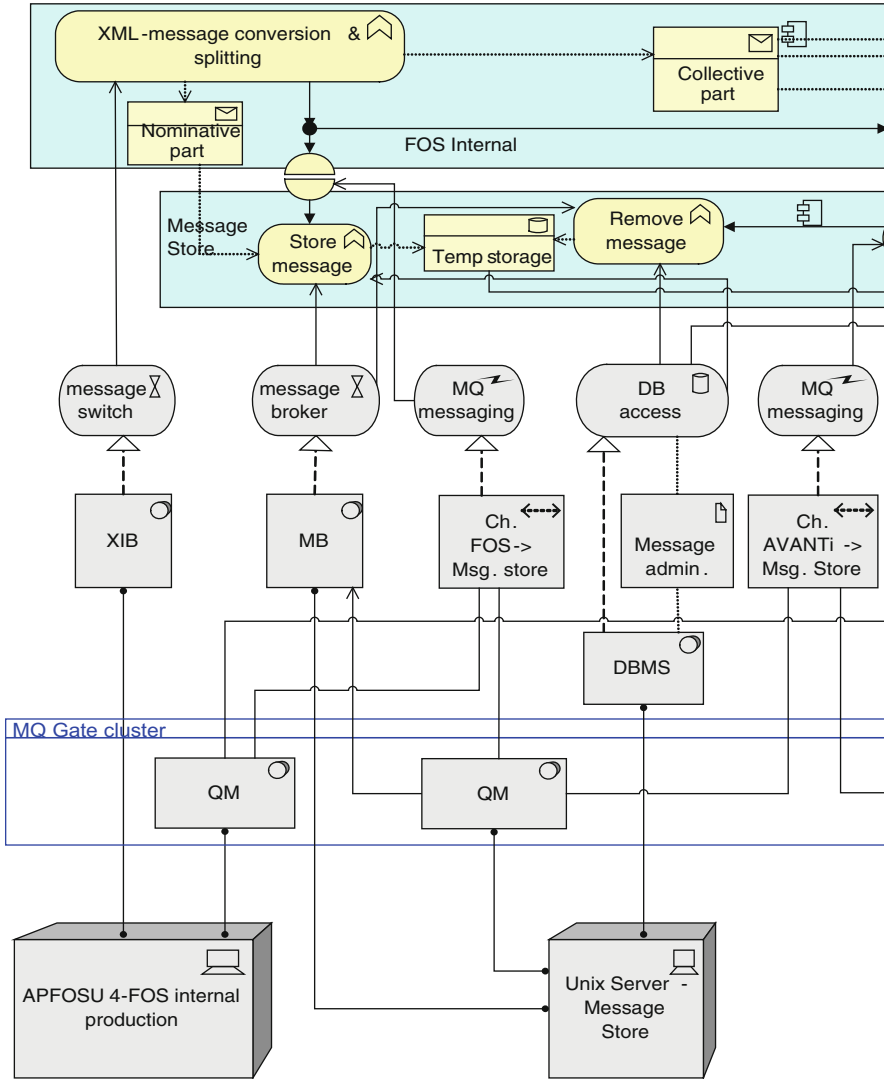 XML-message conversion &
splitting
Collective
part
Nominative
part
FOS Internal
Message
Store
Store
message
Temp storage
Remove
message
message
switch
message
broker
MQ
messaging
DB
access
MQ
messaging
XIB
MB
Ch.
FOS->
Msg. store
Message
admin.
Ch.
AVANTi ->
Msg. Store
DBMS
MQ Gate cluster
QM
QM
APFOSU 4-FOS internal
production
Unix Server -
Message
Store